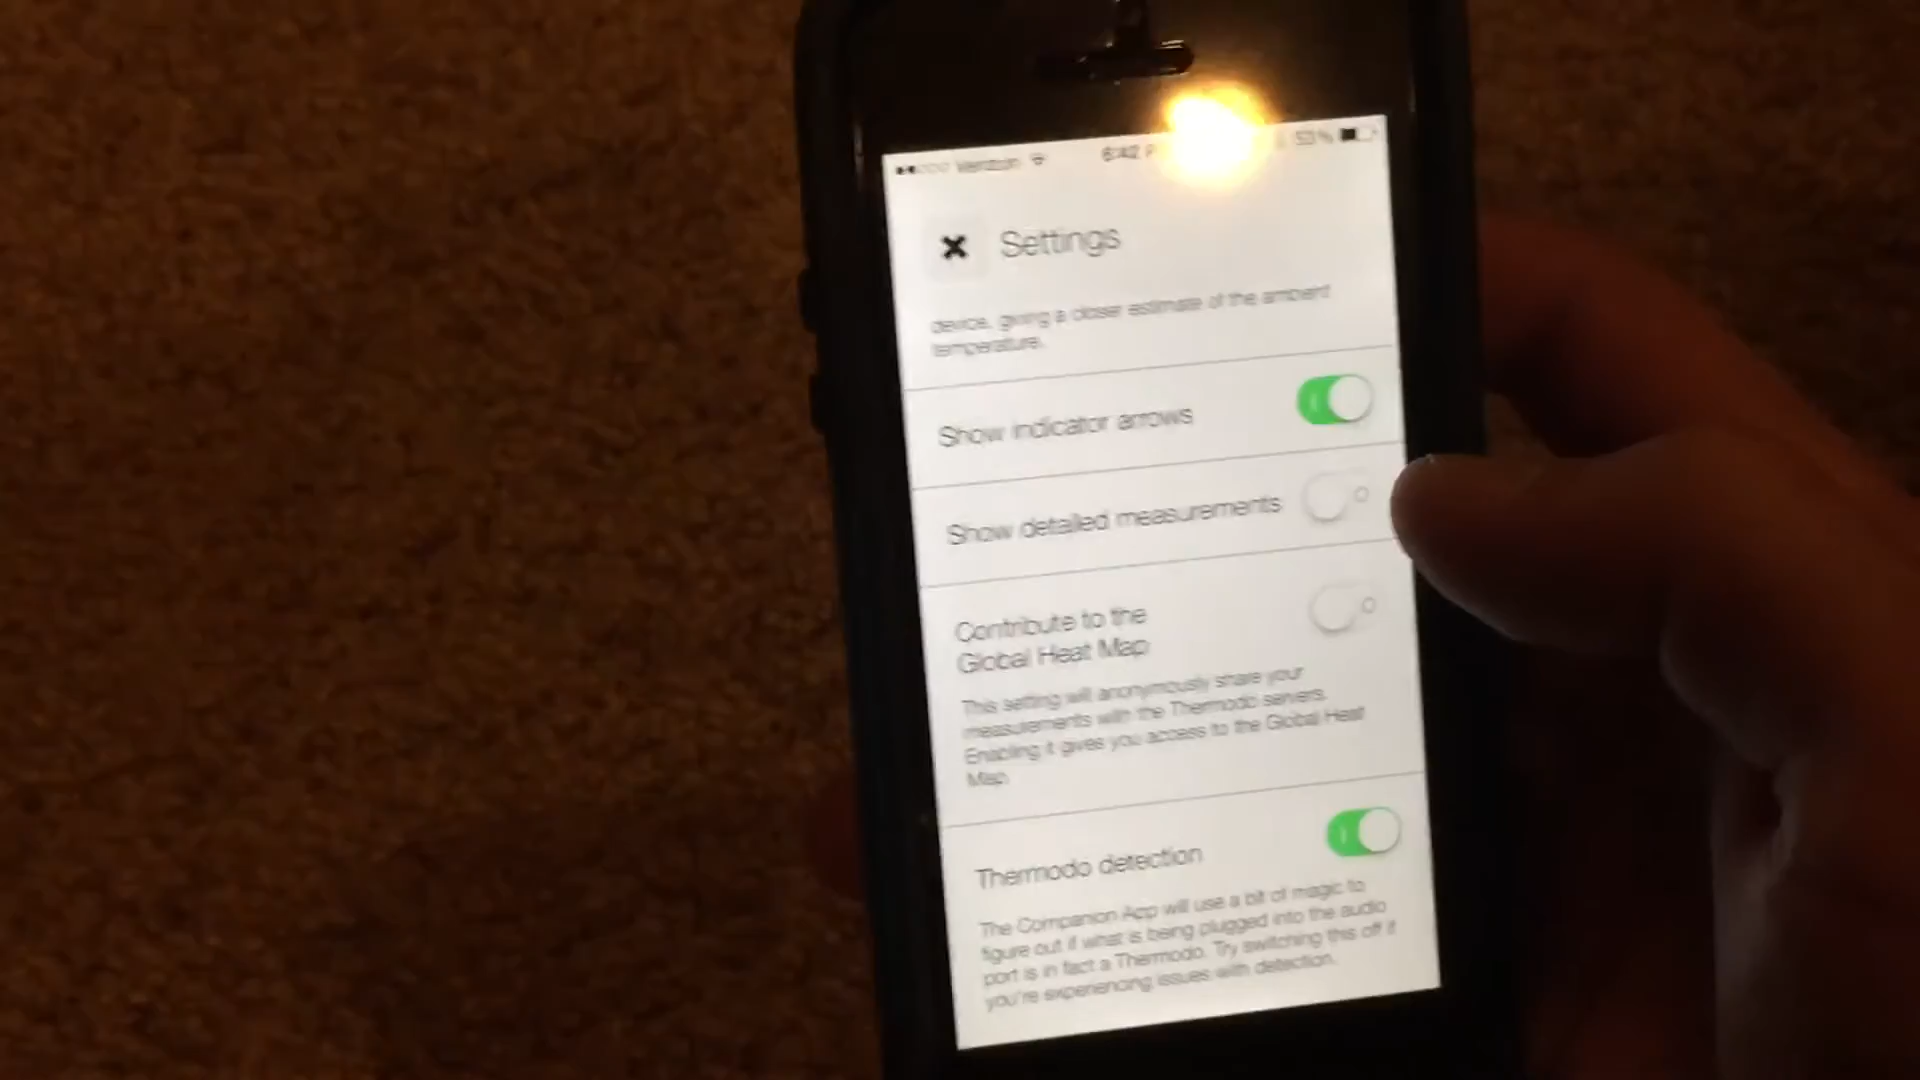 Verizon 6:42 P 53%
Settings
device, giving a closer estimate of the ambient
temperature.
Show indicator arrows
Show detailed measurements
Contribute to the
Global Heat Map
This setting will anonymously share your
measurements with the Thermodo servers.
Enabling it gives you access to the Global Heat
Map.
Thermodo detection
The Companion App will use a bit of magic to
figure out if what is being plugged into the audio
port is in fact a Thermodo. Try switching this off if
you're experiencing issues with detection.